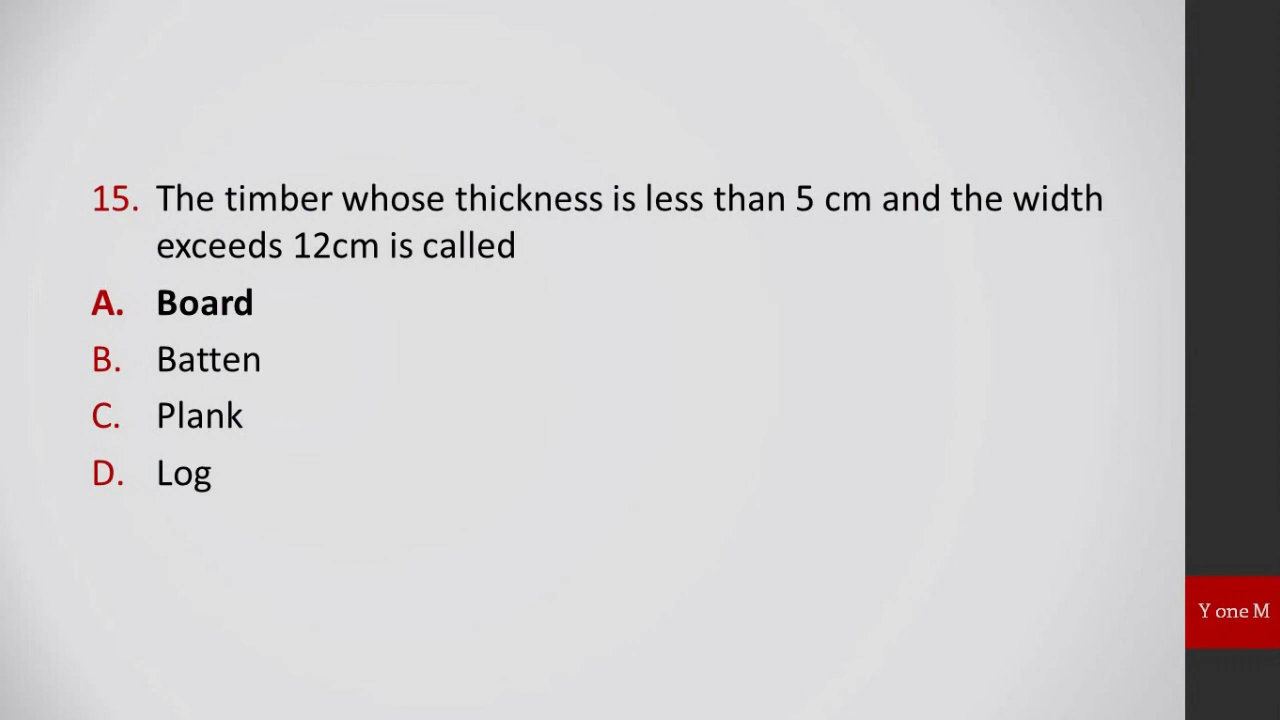 15. The timber whose thickness is less than 5 cm and the width
exceeds 12cm is called
A. Board
B. Batten
C. Plank
D. Log
Y one M